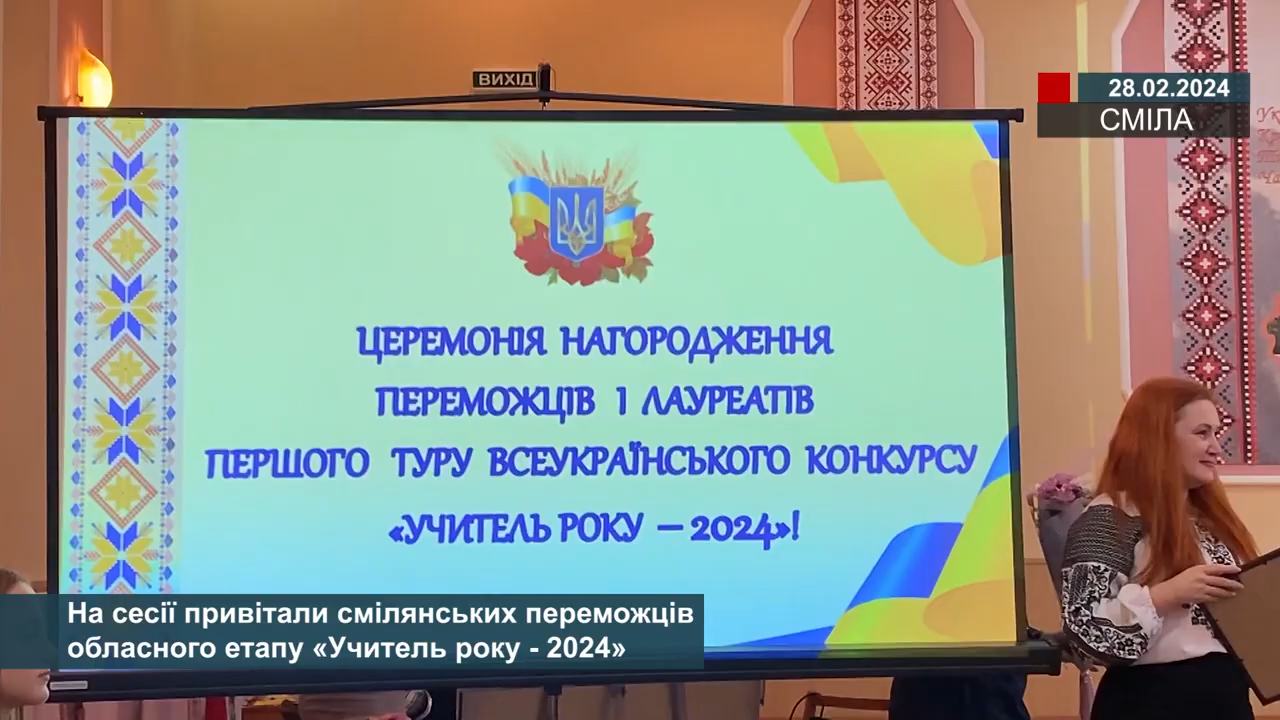 ВИХІД
28.02.2024
СМІЛА
ЦЕРЕМОНІЯ НАГОРОДЖЕННЯ
ПЕРЕМОЖЦІВ І ЛАУРЕАТІВ
ПЕРШОГО ТУРУ ВСЕУКРАЇНСЬКОГО КОНКУРСУ
«УЧИТЕЛЬ РОКУ – 2024»!
На сесії привітали смілянських переможців
обласного етапу «Учитель року - 2024»